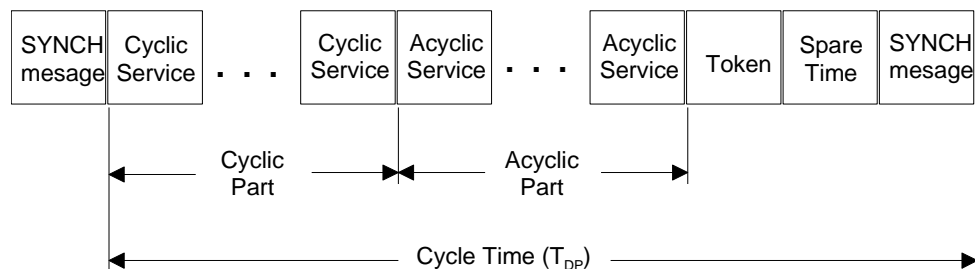 SYNCH
mesage
Cyclic
Service
. . .
Cyclic
Service
Acyclic
Service
. . .
Acyclic
Service
Token
Spare
Time
SYNCH
mesage
Cyclic
Part
Acyclic
Part
Cycle Time (T_DP)